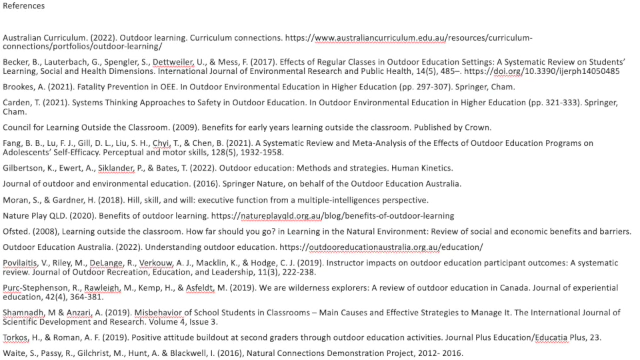 References
Australian Curriculum. (2022). Outdoor learning. Curriculum connections. https://www.australiancurriculum.edu.au/resources/curriculum-
connections/portfolios/outdoor-learning/
Becker, B., Lauterbach, G., Spengler, S., Dettweiler, U., & Mess, F. (2017). Effects of Regular Classes in Outdoor Education Settings: A Systematic Review on Students'
Learning, Social and Health Dimensions. International Journal of Environmental Research and Public Health, 14(5), 485–. https://doi.org/10.3390/ijerph14050485
Brookes, A. (2021). Fatality Prevention in OEE. In Outdoor Environmental Education in Higher Education (pp. 297-307). Springer, Cham.
Carden, T. (2021). Systems Thinking Approaches to Safety in Outdoor Education. In Outdoor Environmental Education in Higher Education (pp. 321-333). Springer,
Cham.
Council for Learning Outside the Classroom. (2009). Benefits for early years learning outside the classroom. Published by Crown.
Fang, B. B., Lu, F. J., Gill, D. L., Liu, S. H., Chyi, T., & Chen, B. (2021). A Systematic Review and Meta-Analysis of the Effects of Outdoor Education Programs on
Adolescents' Self-Efficacy. Perceptual and motor skills, 128(5), 1932-1958.
Gilbertson, K., Ewert, A., Siklander, P., & Bates, T. (2022). Outdoor education: Methods and strategies. Human Kinetics.
Journal of outdoor and environmental education. (2016). Springer Nature, on behalf of the Outdoor Education Australia.
Moran, S., & Gardner, H. (2018). Hill, skill, and will: executive function from a multiple-intelligences perspective.
Nature Play QLD. (2020). Benefits of outdoor learning. https://natureplayqld.org.au/blog/benefits-of-outdoor-learning
Ofsted. (2008), Learning outside the classroom. How far should you go? in Learning in the Natural Environment: Review of social and economic benefits and barriers.
Outdoor Education Australia. (2022). Understanding outdoor education. https://outdooreducationaustralia.org.au/education/
Povilaitis, V., Riley, M., DeLange, R., Verkouw, A. J., Macklin, K., & Hodge, C. J. (2019). Instructor impacts on outdoor education participant outcomes: A systematic
review. Journal of Outdoor Recreation, Education, and Leadership, 11(3), 222-238.
Purc-Stephenson, R., Rawleigh, M., Kemp, H., & Asfeldt, M. (2019). We are wilderness explorers: A review of outdoor education in Canada. Journal of experiential
education, 42(4), 364-381.
Shamnadh, M & Anzari, A. (2019). Misbehavior of School Students in Classrooms – Main Causes and Effective Strategies to Manage It. The International Journal of
Scientific Development and Research. Volume 4, Issue 3.
Torkos, H., & Roman, A. F. (2019). Positive attitude buildout at second graders through outdoor education activities. Journal Plus Education/Educatia Plus, 23.
Waite, S., Passy, R., Gilchrist, M., Hunt, A. & Blackwell, I. (2016), Natural Connections Demonstration Project, 2012- 2016.